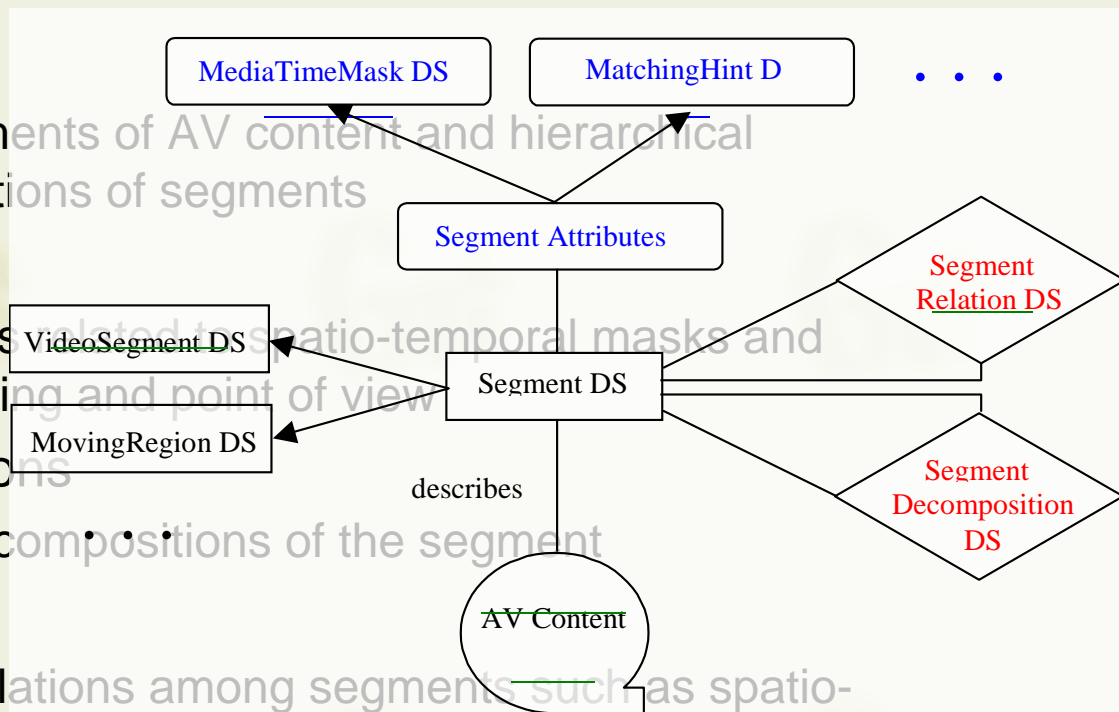 MediaTimeMask DS
MatchingHint D
. . .
ents of AV content and hierarchical
tions of segments
Segment Attributes
Segment
Relation DS
s related to spatio-temporal masks and
VideoSegment DS
Segment DS
ing and point of view
MovingRegion DS
ons
describes
Segment
Decomposition
DS
. . .
compositions of the segment
AV Content
lations among segments such as spatio-